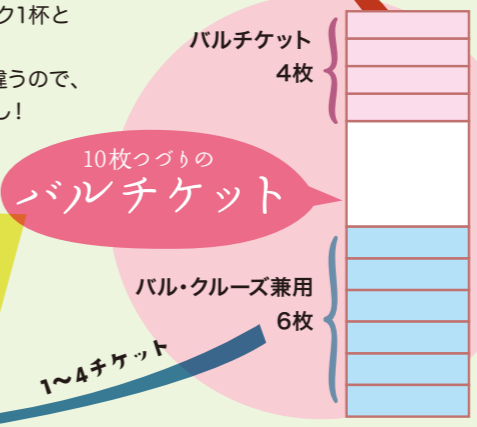 ク1杯と
違うので、
し!
バルチケット
4枚
10枚つづりの
バルチケット
バル・クルーズ兼用
6枚
1〜4チケット